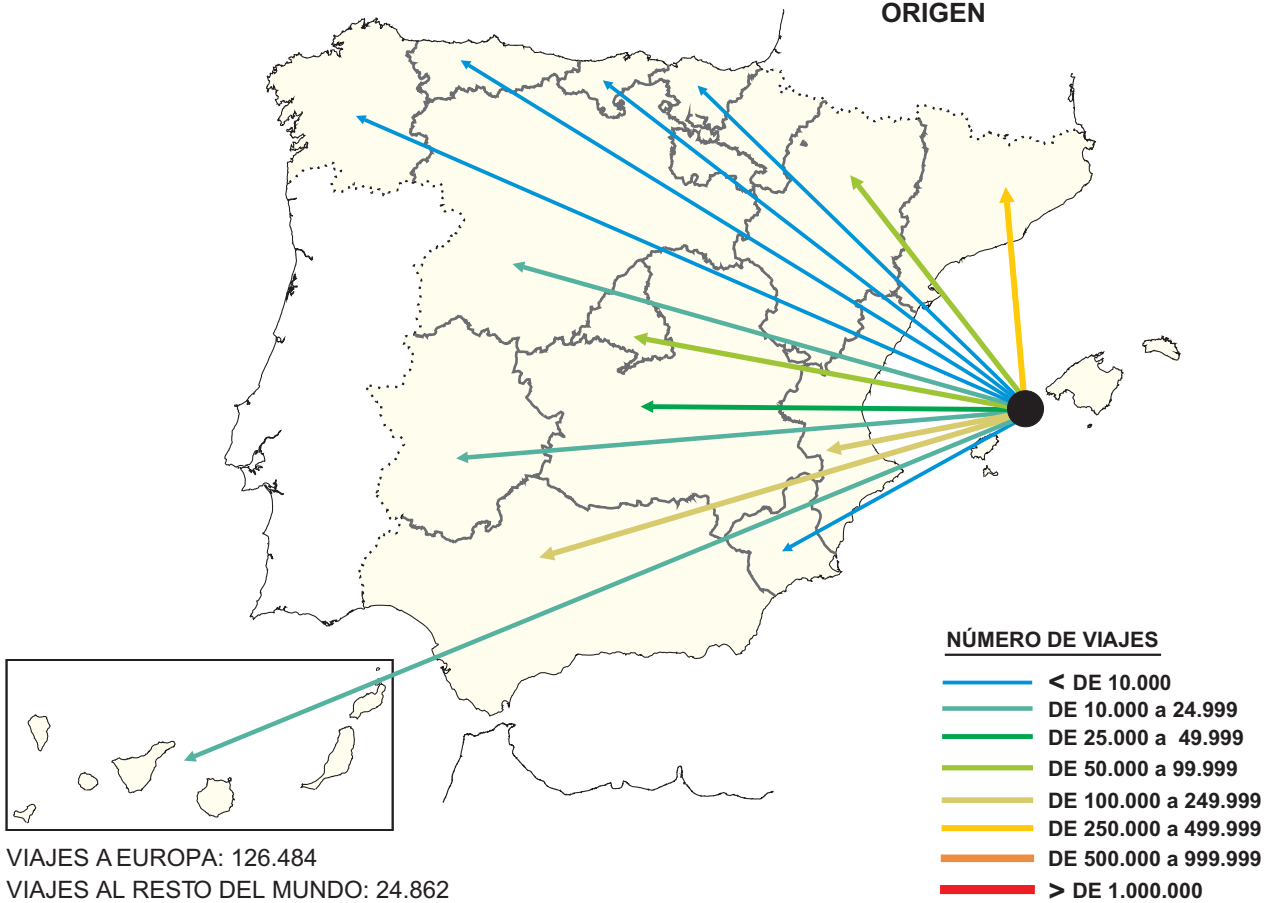 ORIGEN
NÚMERO DE VIAJES
< DE 10.000
DE 10.000 a 24.999
DE 25.000 a 49.999
DE 50.000 a 99.999
DE 100.000 a 249.999
DE 250.000 a 499.999
DE 500.000 a 999.999
> DE 1.000.000
VIAJES A EUROPA: 126.484
VIAJES AL RESTO DEL MUNDO: 24.862